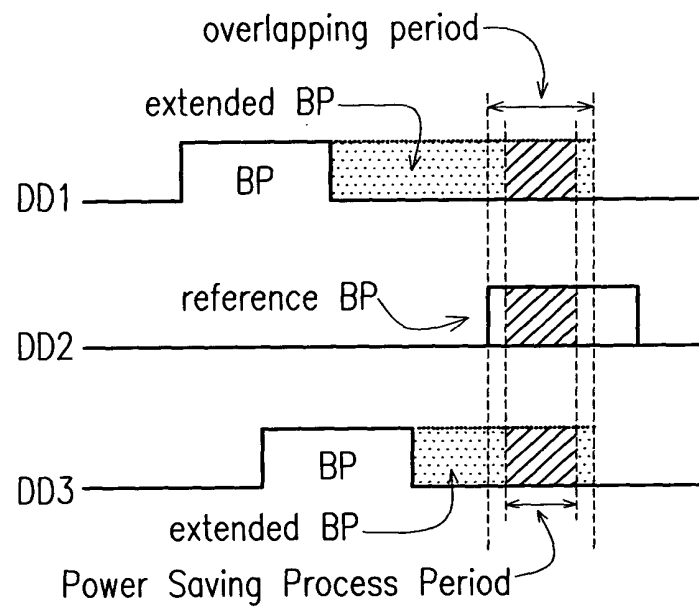 overlapping period
extended BP
BP
DD1
reference BP
DD2
BP
DD3
extended BP
Power Saving Process Period